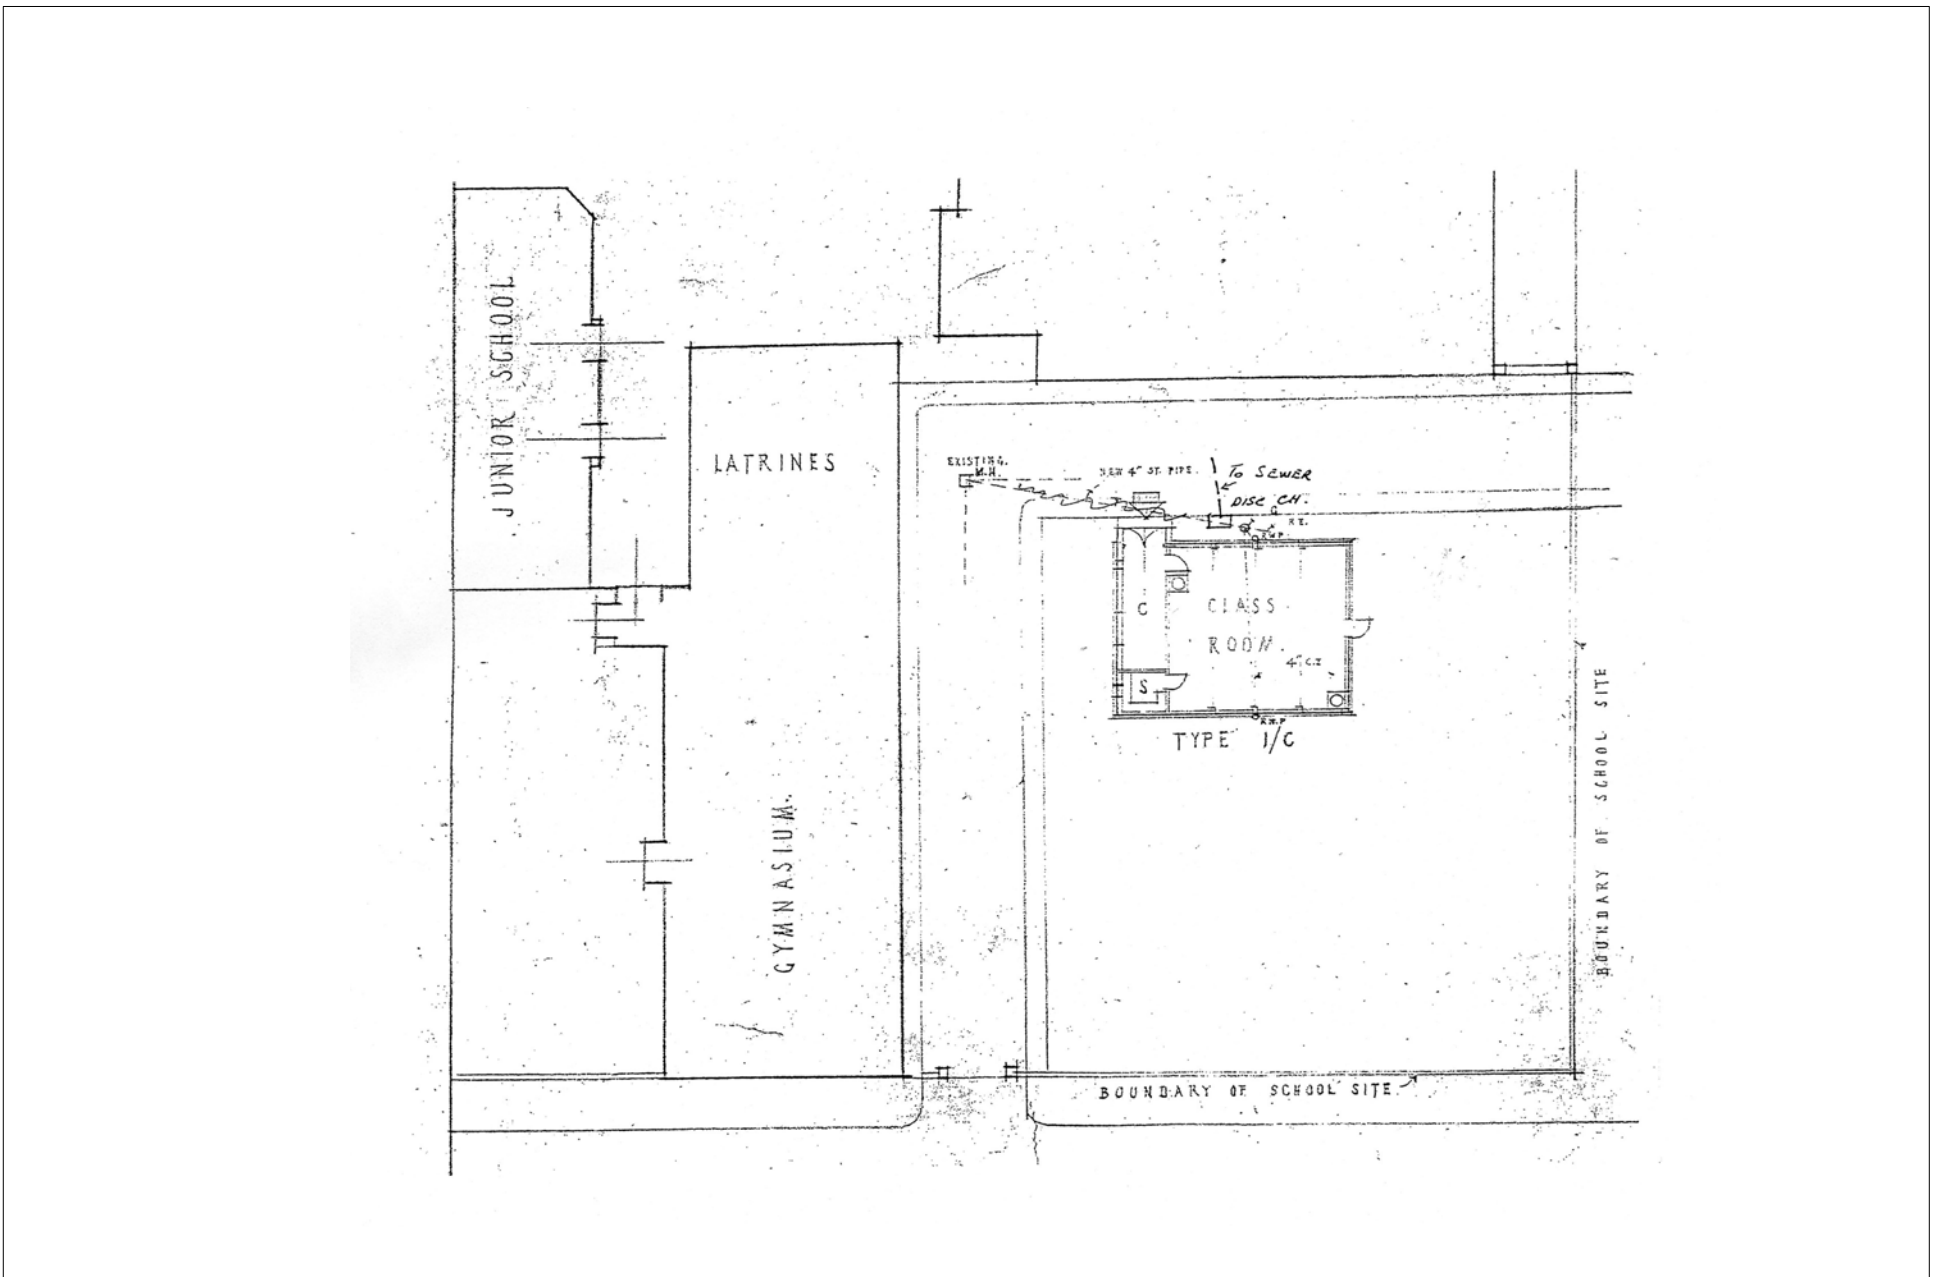 JUNIOR SCHOOL
LATRINES
GYMNASIUM.
EXISTING.
M.H.
NEW 4" ST. PIPE.
TO SEWER
DISC CH.
G
R.E.
R.W.P.
C
CLASS
ROOM.
4" C.I
S
R.W.P
TYPE 1/C
BOUNDARY OF SCHOOL SITE
BOUNDARY OF SCHOOL SITE